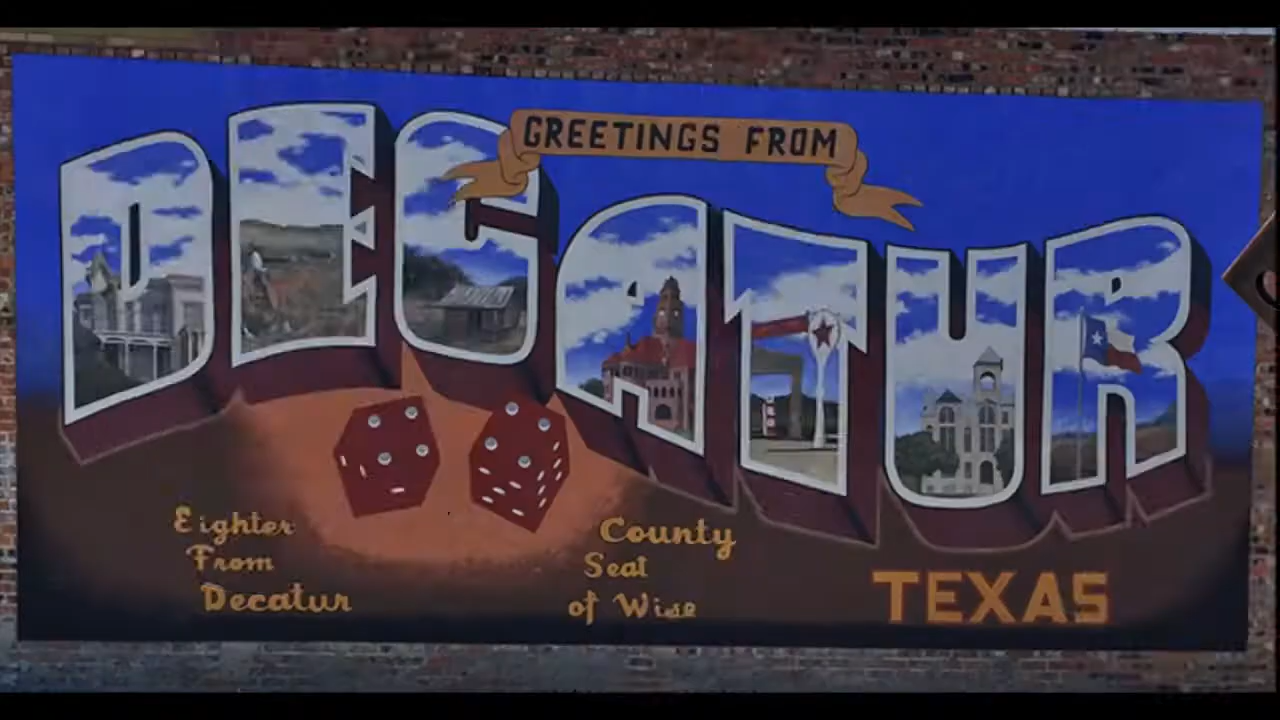 GREETINGS FROM
DECATUR
Eighter
From
Decatur
County
Seat
of Wise
TEXAS